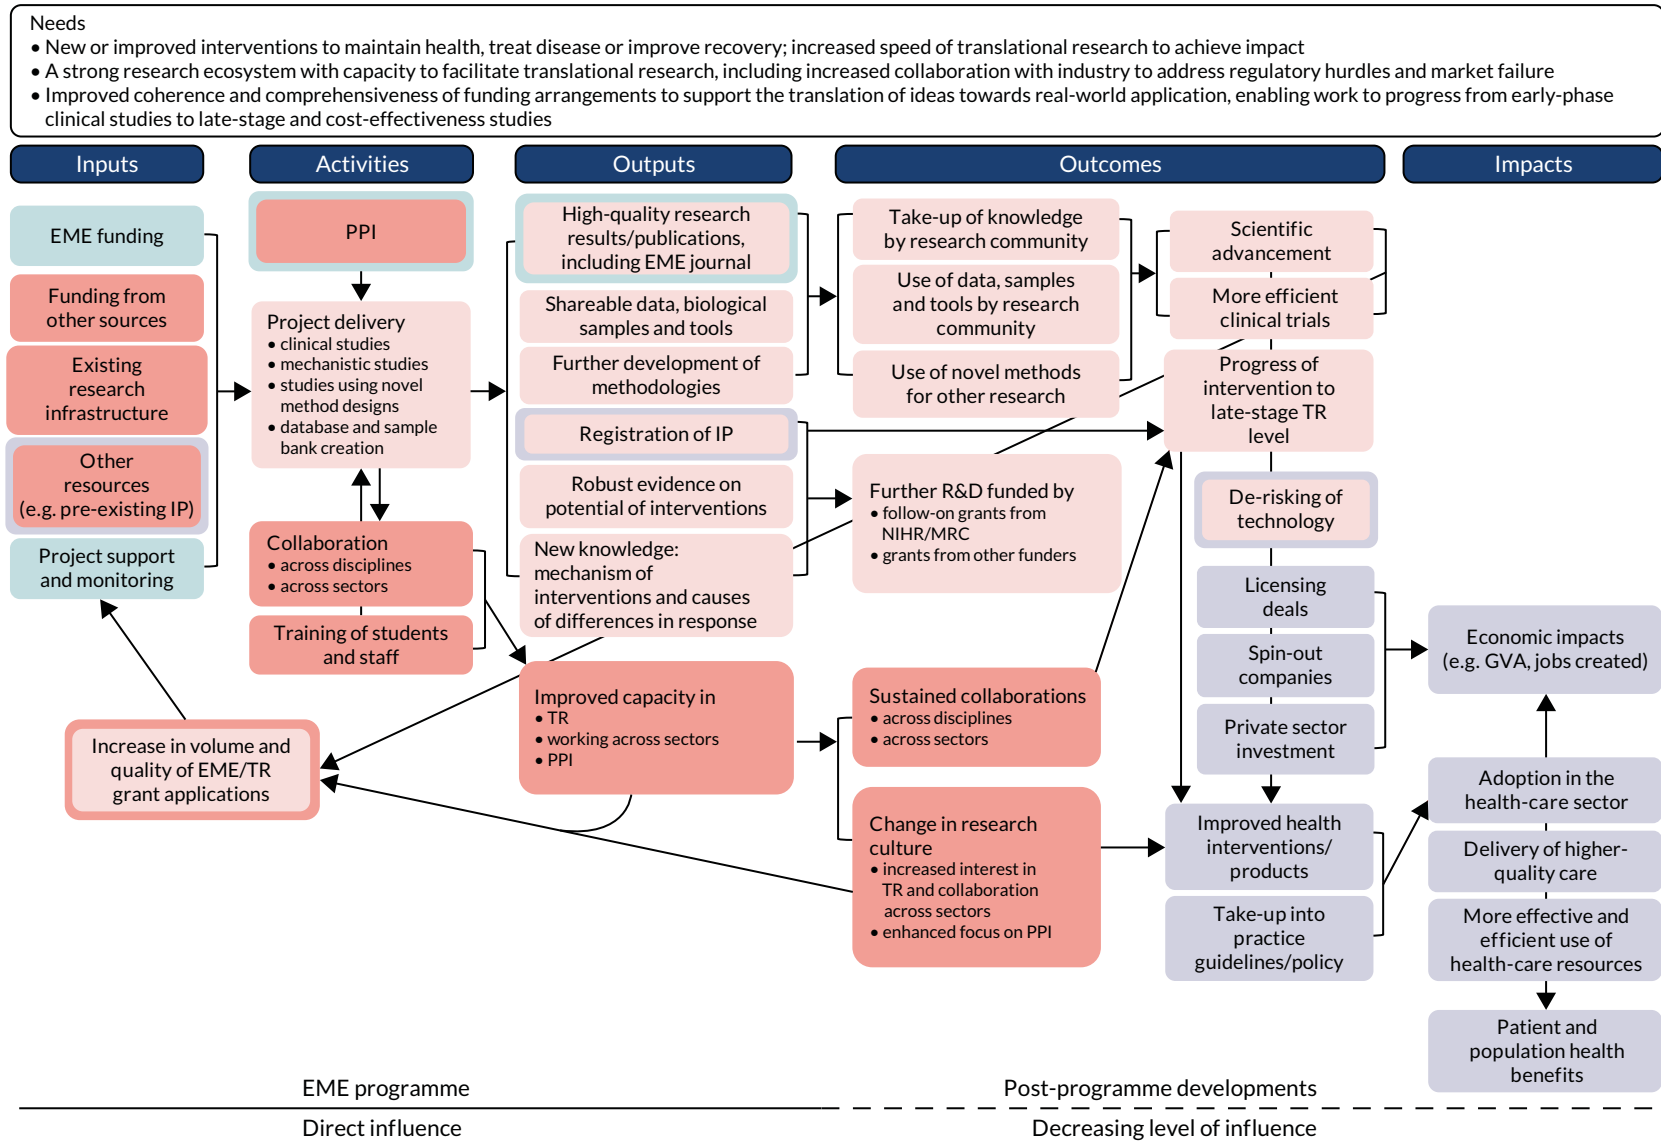 Needs
• New or improved interventions to maintain health, treat disease or improve recovery; increased speed of translational research to achieve impact
• A strong research ecosystem with capacity to facilitate translational research, including increased collaboration with industry to address regulatory hurdles and market failure
• Improved coherence and comprehensiveness of funding arrangements to support the translation of ideas towards real-world application, enabling work to progress from early-phase
clinical studies to late-stage and cost-effectiveness studies
Inputs
EME funding
Funding from
other sources
Existing
research
infrastructure
Other
resources
(e.g. pre-existing IP)
Project support
and monitoring
Activities
PPI
Project delivery
• clinical studies
• mechanistic studies
• studies using novel
method designs
• database and sample
bank creation
Collaboration
• across disciplines
• across sectors
Training of students
and staff
Increase in volume and
quality of EME/TR
grant applications
Outputs
High-quality research
results/publications,
including EME journal
Shareable data, biological
samples and tools
Further development of
methodologies
Registration of IP
Robust evidence on
potential of interventions
New knowledge:
mechanism of
interventions and causes
of differences in response
Improved capacity in
• TR
• working across sectors
• PPI
Outcomes
Take-up of knowledge
by research community
Use of data, samples
and tools by research
community
Use of novel methods
for other research
Further R&D funded by
• follow-on grants from
NIHR/MRC
• grants from other funders
Sustained collaborations
• across disciplines
• across sectors
Change in research
culture
• increased interest in
TR and collaboration
across sectors
• enhanced focus on PPI
Scientific
advancement
More efficient
clinical trials
Progress of
intervention to
late-stage TR
level
De-risking of
technology
Licensing
deals
Spin-out
companies
Private sector
investment
Improved health
interventions/
products
Take-up into
practice
guidelines/policy
Impacts
Economic impacts
(e.g. GVA, jobs created)
Adoption in the
health-care sector
Delivery of higher-
quality care
More effective and
efficient use of
health-care resources
Patient and
population health
benefits
EME programme
Post-programme developments
Direct influence
Decreasing level of influence